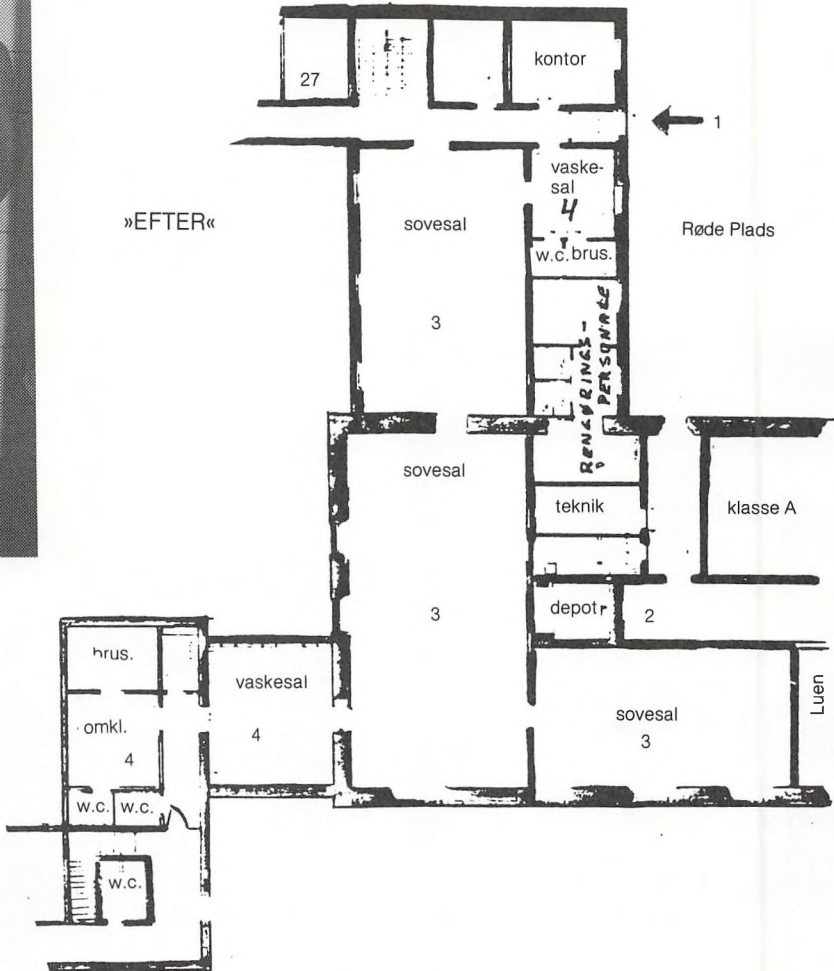 kontor
27
1
vaske-
sal
4
»EFTER«
sovesal
Røde Plads
w.c. brus.
3
RENGØRINGS-
PERSONALE
sovesal
teknik
klasse A
3
depot
2
brus.
vaskesal
sovesal
3
Luen
omkl.
4
4
w.c.
w.c.
w.c.